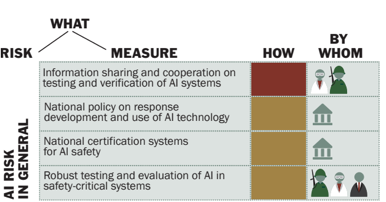 WHAT
RISK
MEASURE
HOW
BY
WHOM
AI RISK
IN GENERAL
Information sharing and cooperation on
testing and verification of AI systems
National policy on response
development and use of AI technology
National certification systems
for AI safety
Robust testing and evaluation of AI in
safety-critical systems